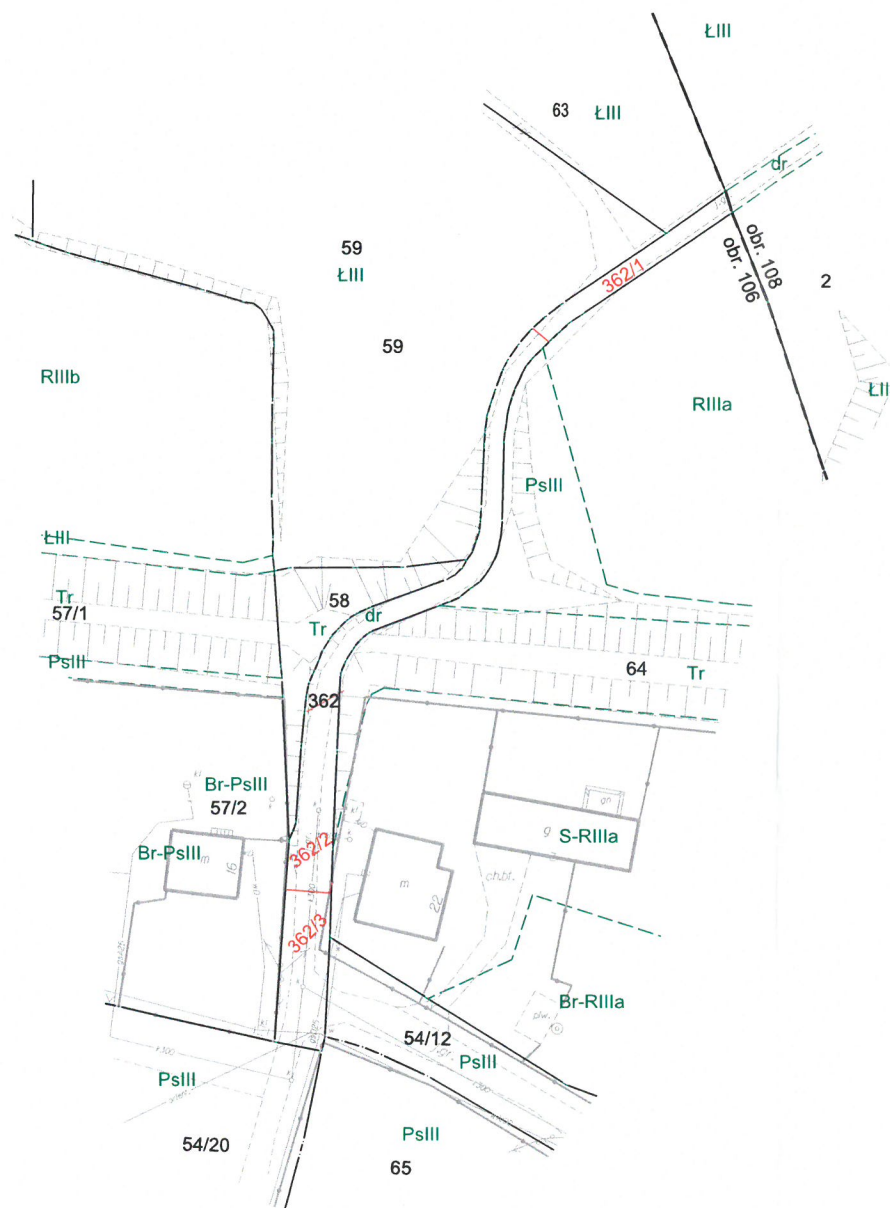 ŁIII
63
ŁIII
dr
59
ŁIII
362/1
obr. 108
obr. 106
2
59
RIIIb
RIIIa
ŁII
PsIII
ŁIII
Tr
57/1
58
Tr
dr
PsIII
64
Tr
362
Br-PsIII
57/2
g
S-RIIIa
362/2
Br-PsIII
m
16
m
22
ch.bt.
362/3
Br-RIIIa
54/12
PsIII
PsIII
PsIII
54/20
65